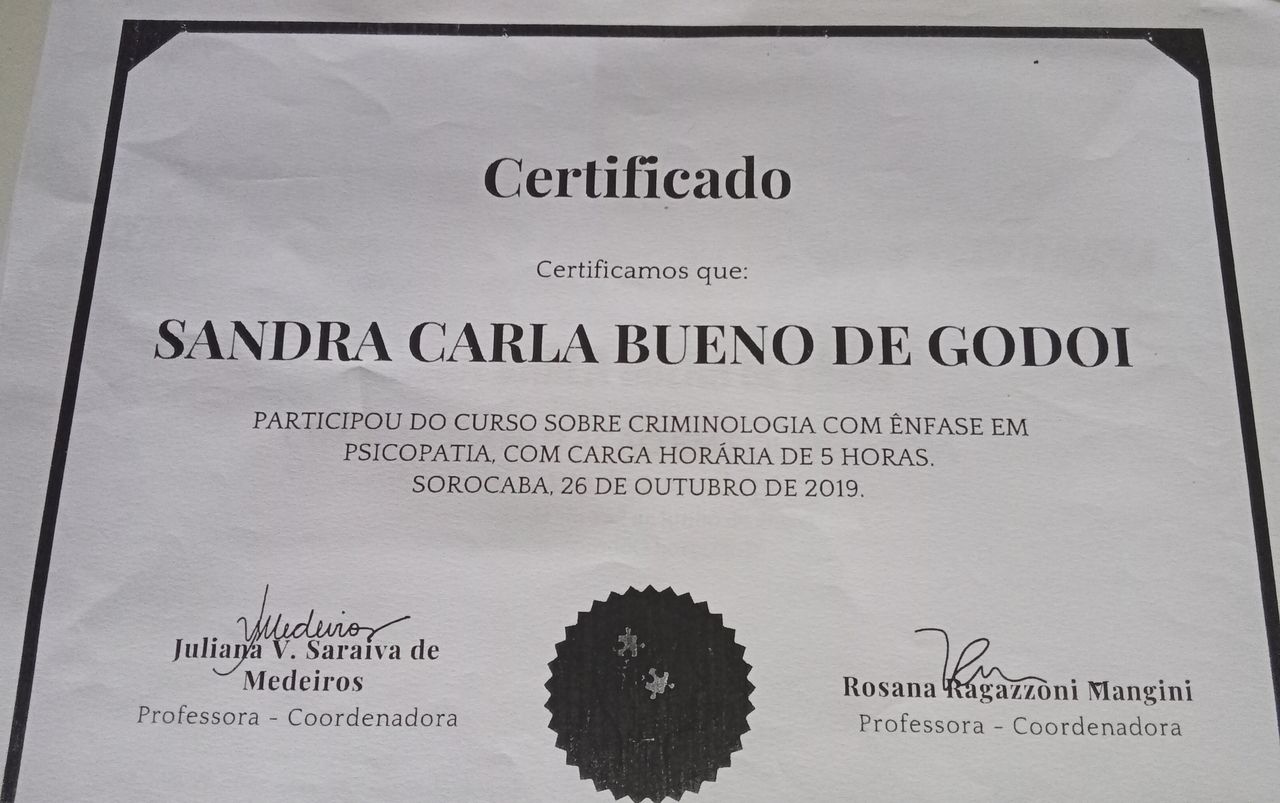 Certificado
Certificamos que:
SANDRA CARLA BUENO DE GODOI
PARTICIPOU DO CURSO SOBRE CRIMINOLOGIA COM ÊNFASE EM
PSICOPATIA, COM CARGA HORÁRIA DE 5 HORAS.
SOROCABA, 26 DE OUTUBRO DE 2019.
JMedeiros
Juliana V. Saraiva de
Medeiros
Professora - Coordenadora
Rosana Ragazzoni Mangini
Professora - Coordenadora